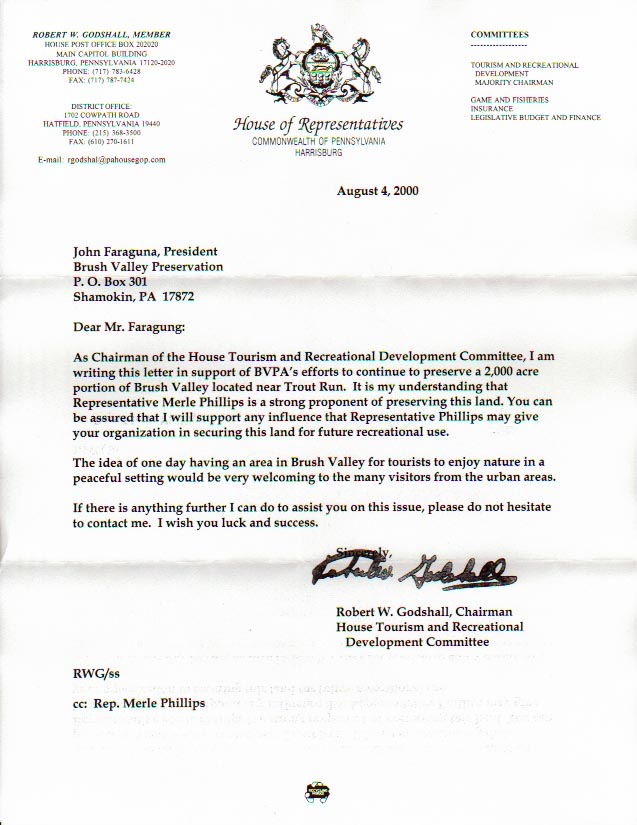 ROBERT W. GODSHALL, MEMBER
HOUSE POST OFFICE BOX 202020
MAIN CAPITOL BUILDING
HARRISBURG, PENNSYLVANIA 17120-2020
PHONE: (717) 783-6428
FAX: (717) 787-7424
DISTRICT OFFICE:
1702 COWPATH ROAD
HATFIELD, PENNSYLVANIA 19440
PHONE: (215) 368-3500
FAX: (610) 270-1611
E-mail: rgodshal@pahousegop.com
House of Representatives
COMMONWEALTH OF PENNSYLVANIA
HARRISBURG
COMMITTEES
------------------
TOURISM AND RECREATIONAL
DEVELOPMENT
MAJORITY CHAIRMAN
GAME AND FISHERIES
INSURANCE
LEGISLATIVE BUDGET AND FINANCE
August 4, 2000
John Faraguna, President
Brush Valley Preservation
P. O. Box 301
Shamokin, PA 17872
Dear Mr. Faragung:
As Chairman of the House Tourism and Recreational Development Committee, I am
writing this letter in support of BVPA's efforts to continue to preserve a 2,000 acre
portion of Brush Valley located near Trout Run. It is my understanding that
Representative Merle Phillips is a strong proponent of preserving this land. You can
be assured that I will support any influence that Representative Phillips may give
your organization in securing this land for future recreational use.
The idea of one day having an area in Brush Valley for tourists to enjoy nature in a
peaceful setting would be very welcoming to the many visitors from the urban areas.
If there is anything further I can do to assist you on this issue, please do not hesitate
to contact me. I wish you luck and success.
Sincerely,
Godshall
Robert W. Godshall, Chairman
House Tourism and Recreational
Development Committee
RWG/ss
cc: Rep. Merle Phillips